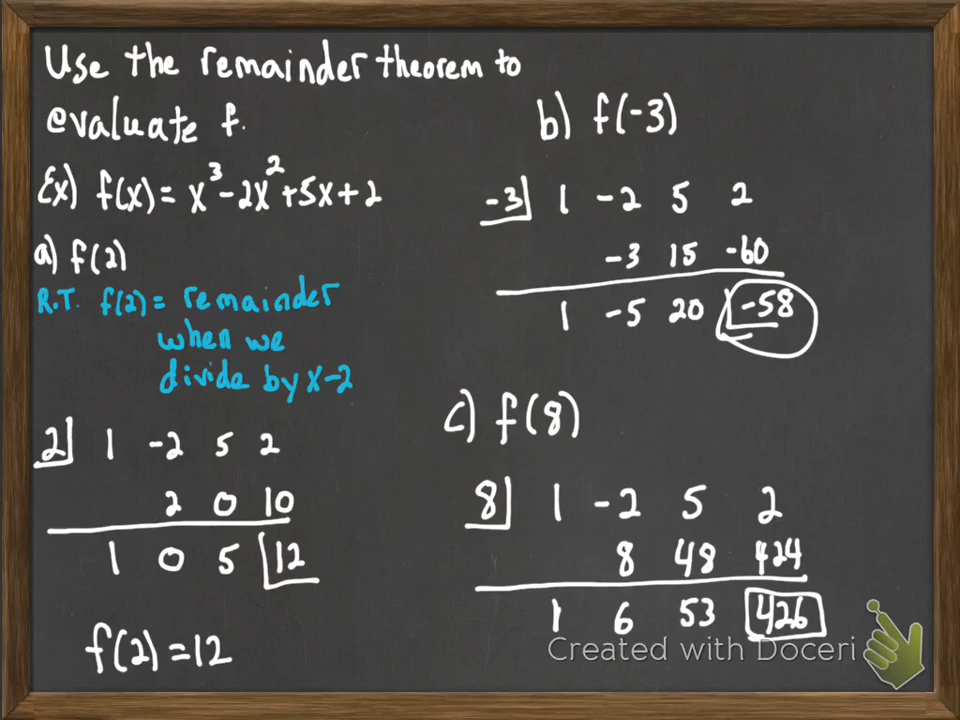 Use the remainder theorem to
evaluate f.
Ex) f(x) = x³ - 2x² + 5x + 2
a) f(2)
R.T. f(2) = remainder
when we
divide by x - 2
2 1 -2 5 2
2 0 10
1 0 5 12
f(2) = 12
b) f(-3)
-3 1 -2 5 2
-3 15 -60
1 -5 20 -58
c) f(8)
8 1 -2 5 2
8 48 424
1 6 53 426
Created with Doceri